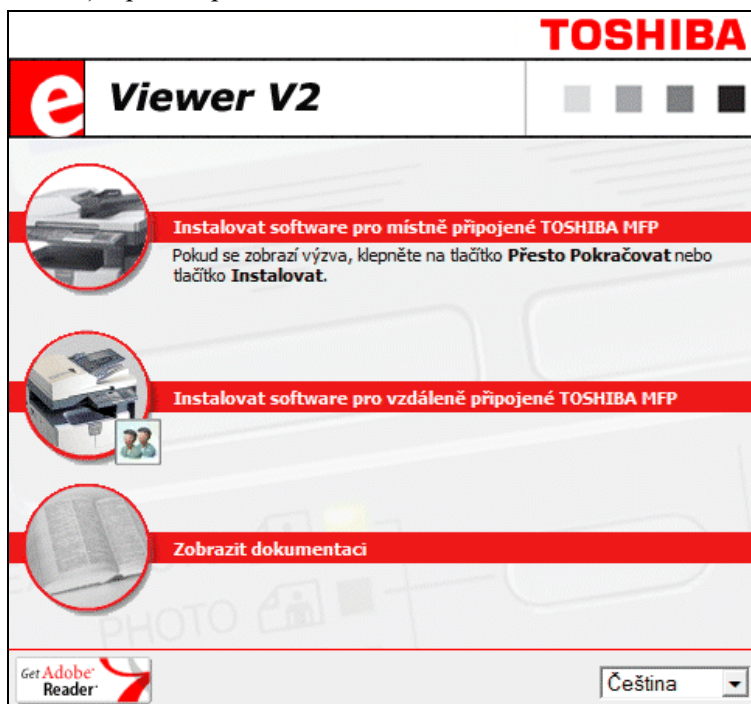 TOSHIBA
e Viewer V2
Instalovat software pro místně připojené TOSHIBA MFP
Pokud se zobrazí výzva, klepněte na tlačítko Přesto Pokračovat nebo
tlačítko Instalovat.
Instalovat software pro vzdáleně připojené TOSHIBA MFP
Zobrazit dokumentaci
PHOTO
Get Adobe
Reader
Čeština